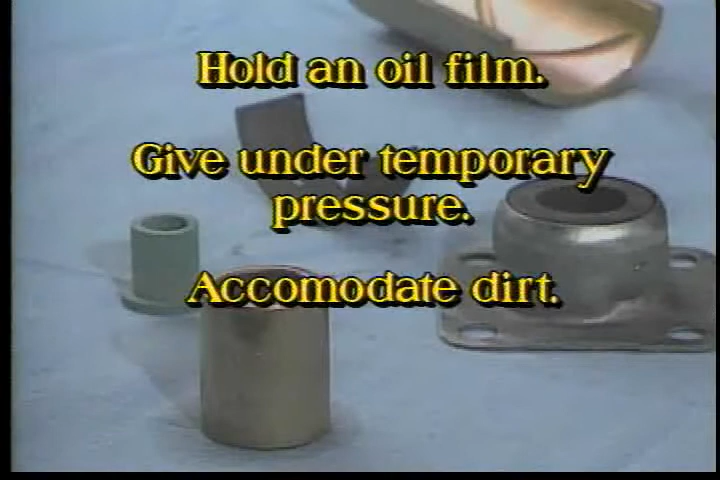 Hold an oil film.
Give under temporary
pressure.
Accomodate dirt.